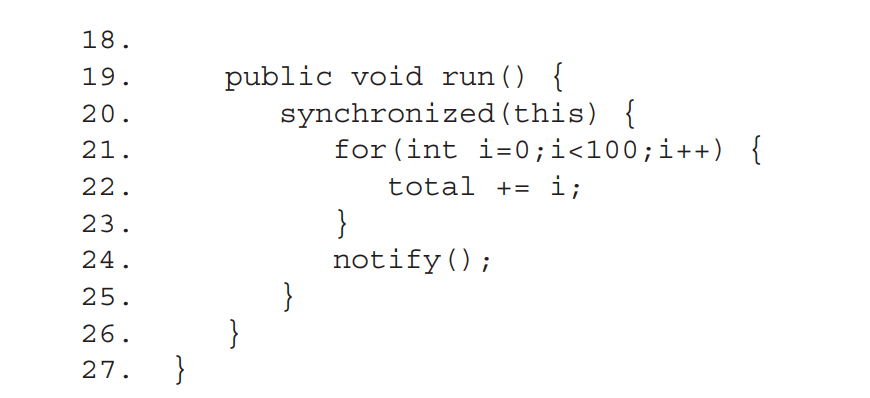 18.
19.     public void run() {
20.        synchronized(this) {
21.           for(int i=0;i<100;i++) {
22.              total += i;
23.           }
24.           notify();
25.        }
26.     }
27.  }